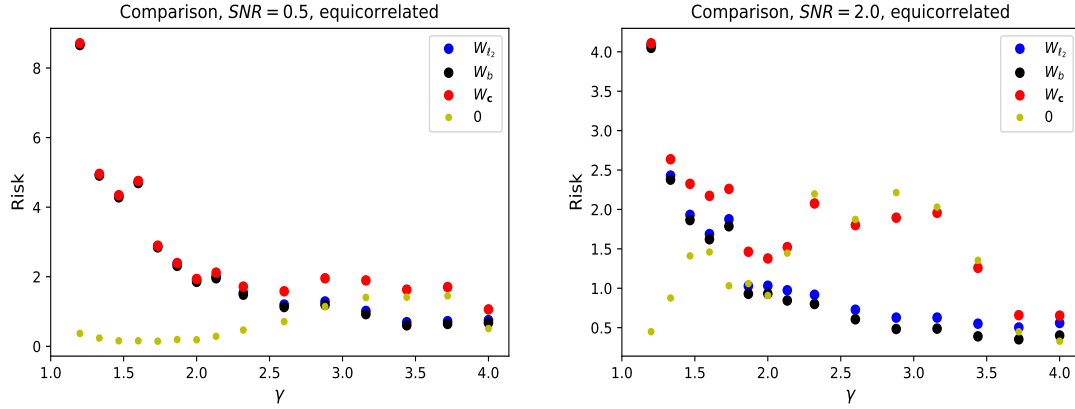 Comparison, SNR = 0.5, equicorrelated
Risk
8
6
4
2
0
1.0 1.5 2.0 2.5 3.0 3.5 4.0
γ
W_ℓ₂
W_b
W_c
0
Comparison, SNR = 2.0, equicorrelated
Risk
4.0
3.5
3.0
2.5
2.0
1.5
1.0
0.5
1.0 1.5 2.0 2.5 3.0 3.5 4.0
γ
W_ℓ₂
W_b
W_c
0